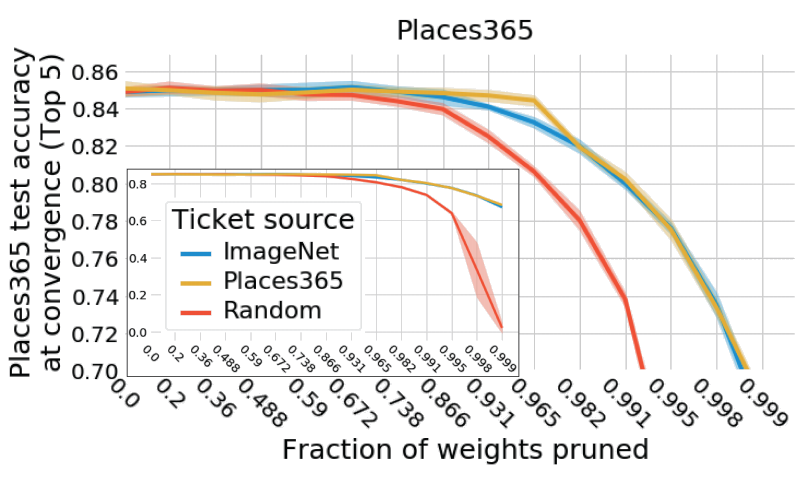 Places365
Places365 test accuracy
at convergence (Top 5)
0.86
0.84
0.82
0.80
0.78
0.76
0.74
0.72
0.70
0.8
0.6
0.4
0.2
0.0
Ticket source
ImageNet
Places365
Random
0.0 0.2 0.36 0.488 0.59 0.672 0.738 0.866 0.931 0.965 0.982 0.991 0.995 0.998 0.999
0.0 0.2 0.36 0.488 0.59 0.672 0.738 0.866 0.931 0.965 0.982 0.991 0.995 0.998 0.999
Fraction of weights pruned